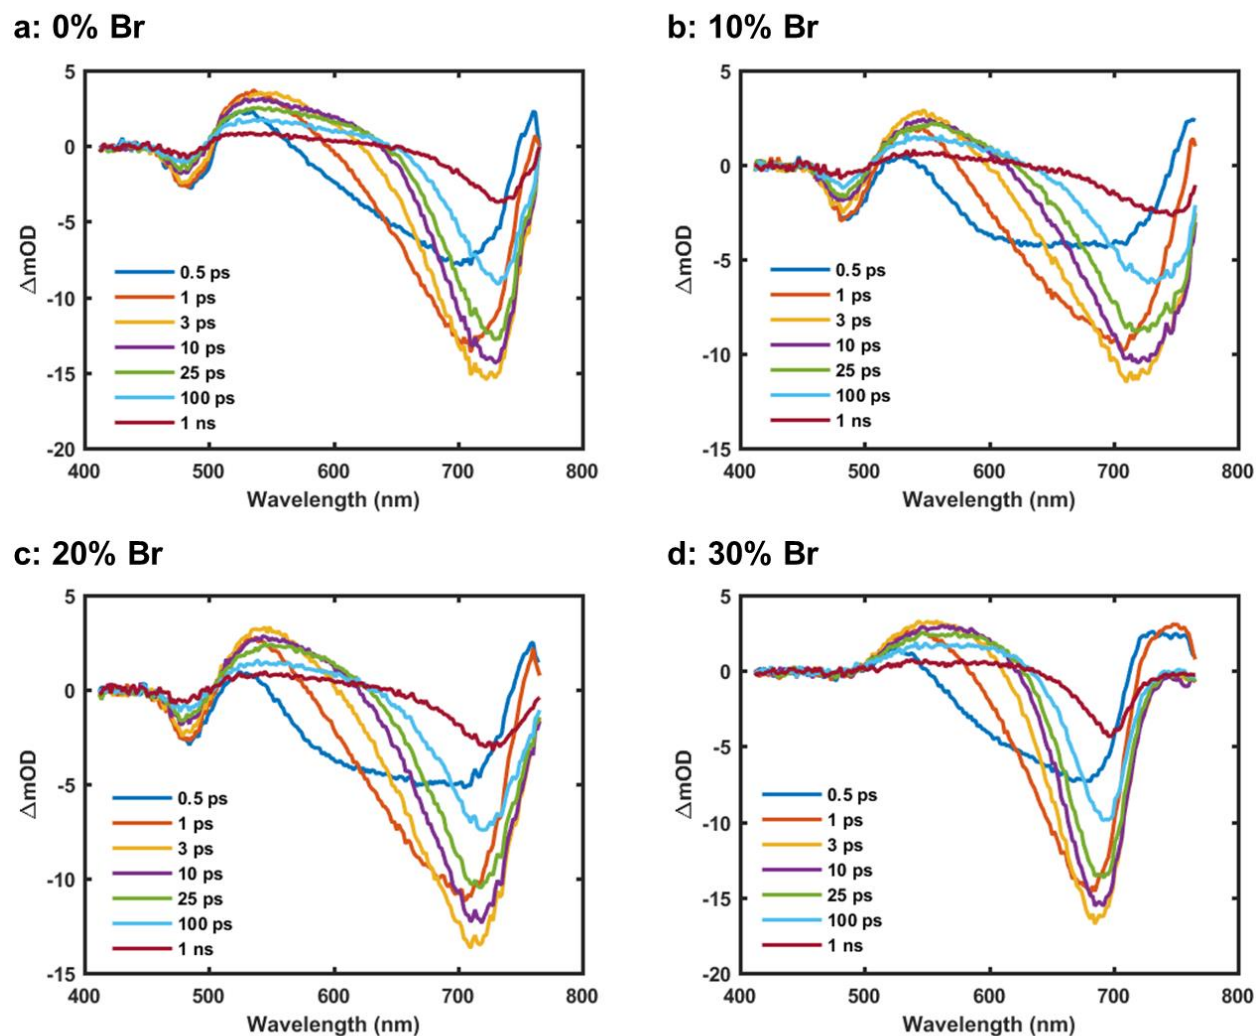 a: 0% Br
5
0
-5
-10
-15
-20
△mOD
0.5 ps
1 ps
3 ps
10 ps
25 ps
100 ps
1 ns
400 500 600 700 800
Wavelength (nm)
b: 10% Br
5
0
-5
-10
-15
△mOD
0.5 ps
1 ps
3 ps
10 ps
25 ps
100 ps
1 ns
400 500 600 700 800
Wavelength (nm)
c: 20% Br
5
0
-5
-10
-15
△mOD
0.5 ps
1 ps
3 ps
10 ps
25 ps
100 ps
1 ns
400 500 600 700 800
Wavelength (nm)
d: 30% Br
5
0
-5
-10
-15
-20
△mOD
0.5 ps
1 ps
3 ps
10 ps
25 ps
100 ps
1 ns
400 500 600 700 800
Wavelength (nm)